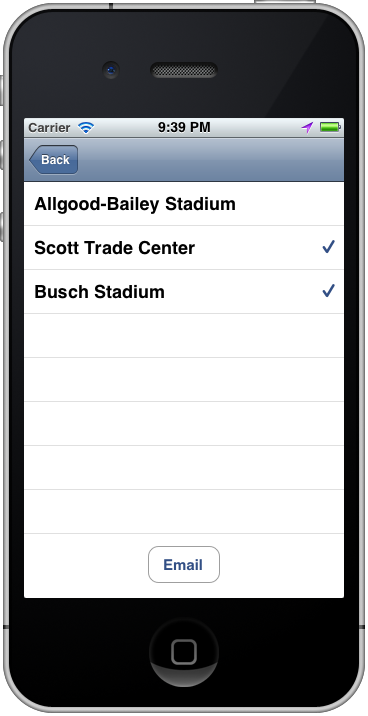 Carrier 9:39 PM
Back
Allgood-Bailey Stadium
Scott Trade Center
Busch Stadium
Email